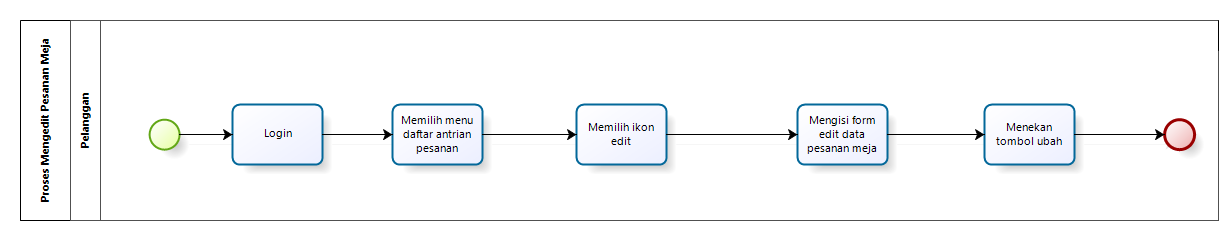 Proses Mengedit Pesanan Meja
Pelanggan
Login
Memilih menu
daftar antrian
pesanan
Memilih ikon
edit
Mengisi form
edit data
pesanan meja
Menekan
tombol ubah